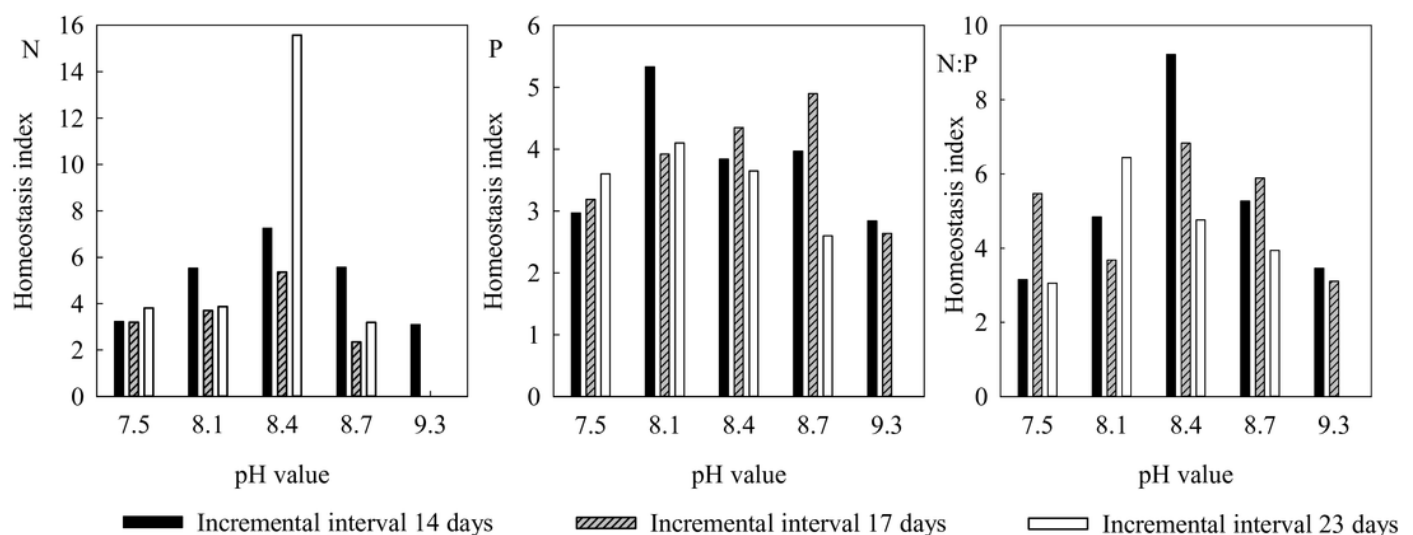 N
Homeostasis index
16
14
12
10
8
6
4
2
0
7.5 8.1 8.4 8.7 9.3
pH value
P
Homeostasis index
6
5
4
3
2
1
0
7.5 8.1 8.4 8.7 9.3
pH value
N:P
Homeostasis index
10
8
6
4
2
0
7.5 8.1 8.4 8.7 9.3
pH value
Incremental interval 14 days
Incremental interval 17 days
Incremental interval 23 days